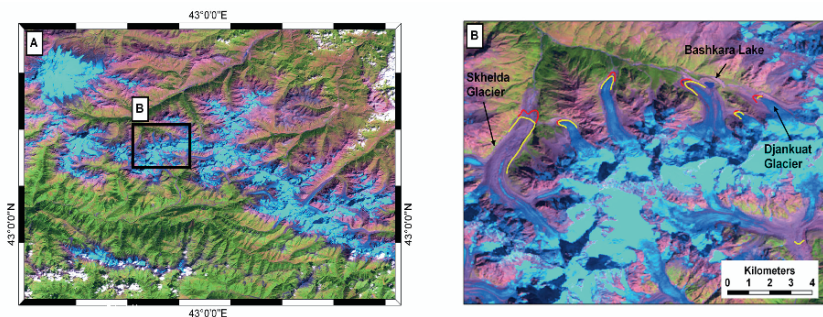 43°0'0"E
A
B
43°0'0"N
43°0'0"N
43°0'0"E
B
Bashkara Lake
Skhelda
Glacier
Djankuat
Glacier
Kilometers
0 1 2 3 4